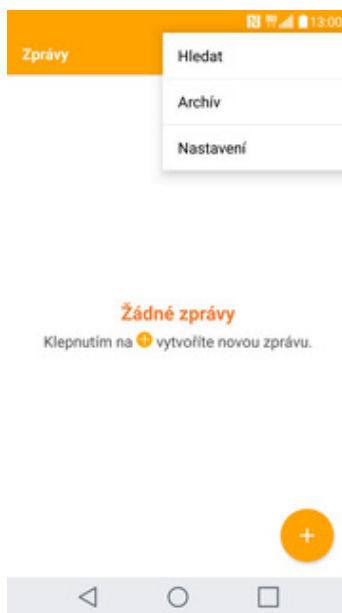 13:00
Zprávy
Hledat
Archív
Nastavení
Žádné zprávy
Klepnutím na + vytvoříte novou zprávu.
+